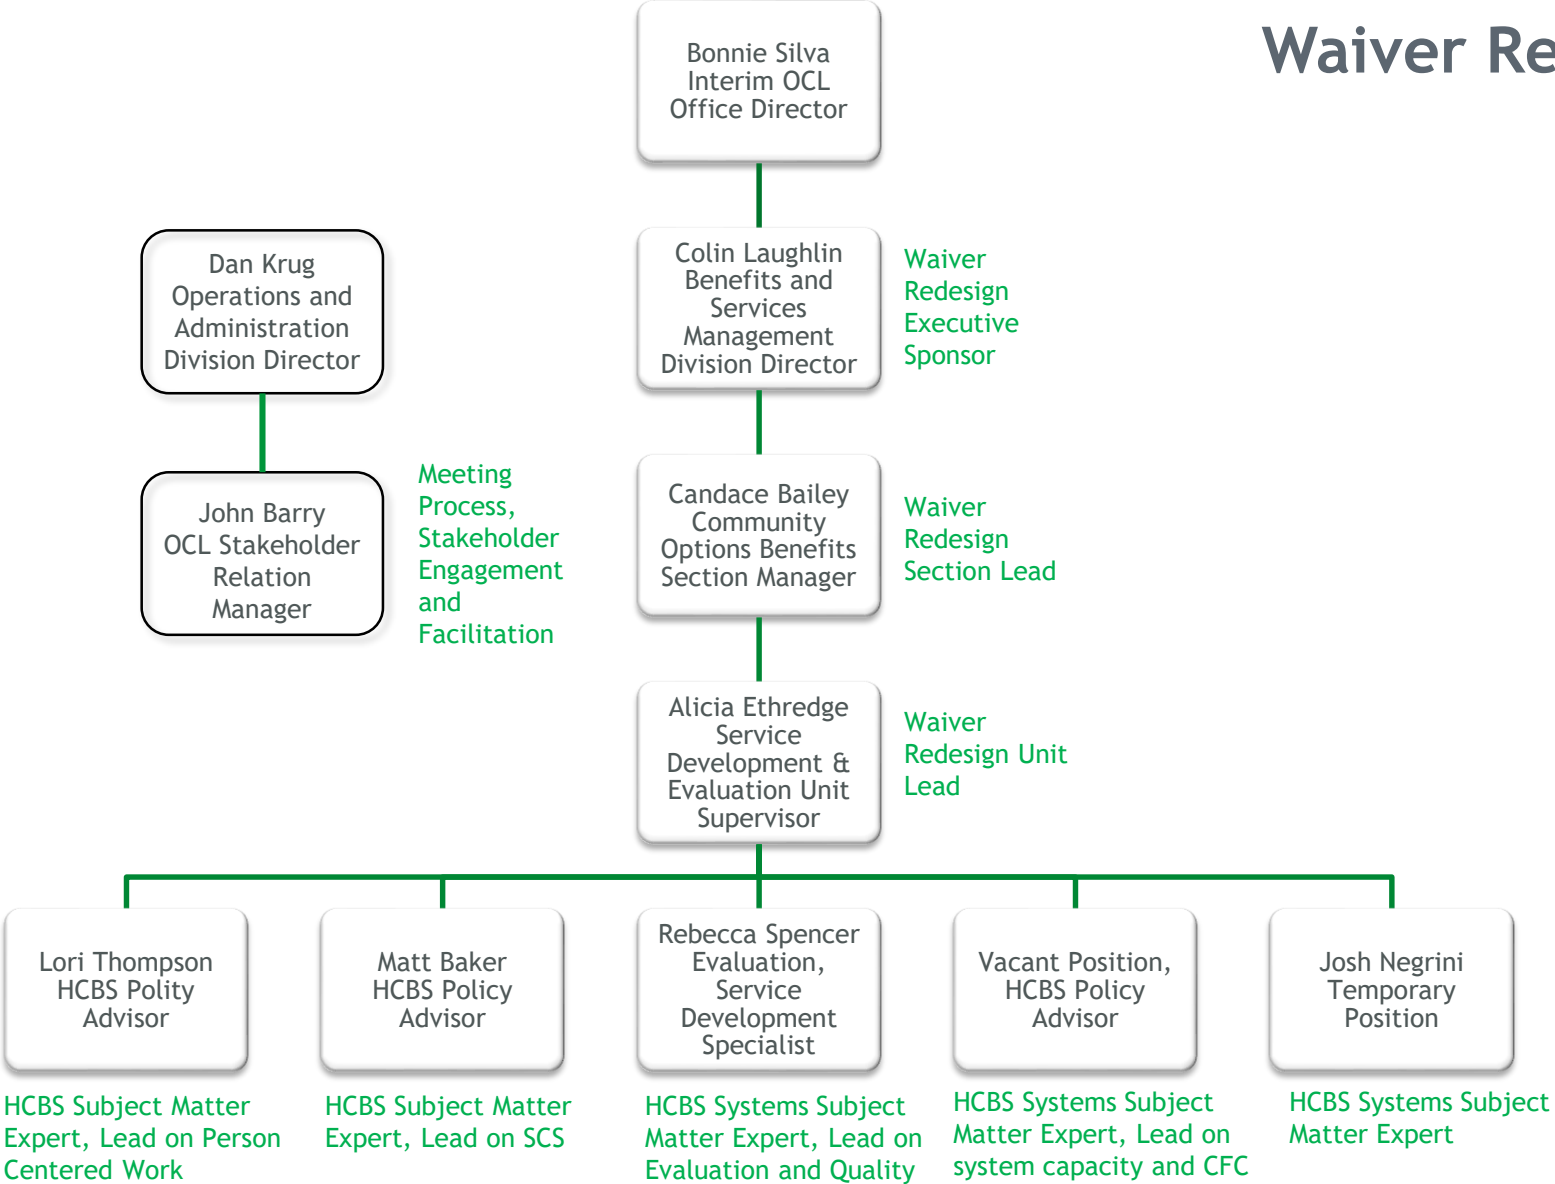 Waiver Re
Bonnie Silva
Interim OCL
Office Director
Dan Krug
Operations and
Administration
Division Director
Colin Laughlin
Benefits and
Services
Management
Division Director
Waiver
Redesign
Executive
Sponsor
John Barry
OCL Stakeholder
Relation
Manager
Meeting
Process,
Stakeholder
Engagement
and
Facilitation
Candace Bailey
Community
Options Benefits
Section Manager
Waiver
Redesign
Section Lead
Alicia Ethredge
Service
Development &
Evaluation Unit
Supervisor
Waiver
Redesign Unit
Lead
Lori Thompson
HCBS Polity
Advisor
Matt Baker
HCBS Policy
Advisor
Rebecca Spencer
Evaluation,
Service
Development
Specialist
Vacant Position,
HCBS Policy
Advisor
Josh Negrini
Temporary
Position
HCBS Subject Matter
Expert, Lead on Person
Centered Work
HCBS Subject Matter
Expert, Lead on SCS
HCBS Systems Subject
Matter Expert, Lead on
Evaluation and Quality
HCBS Systems Subject
Matter Expert, Lead on
system capacity and CFC
HCBS Systems Subject
Matter Expert